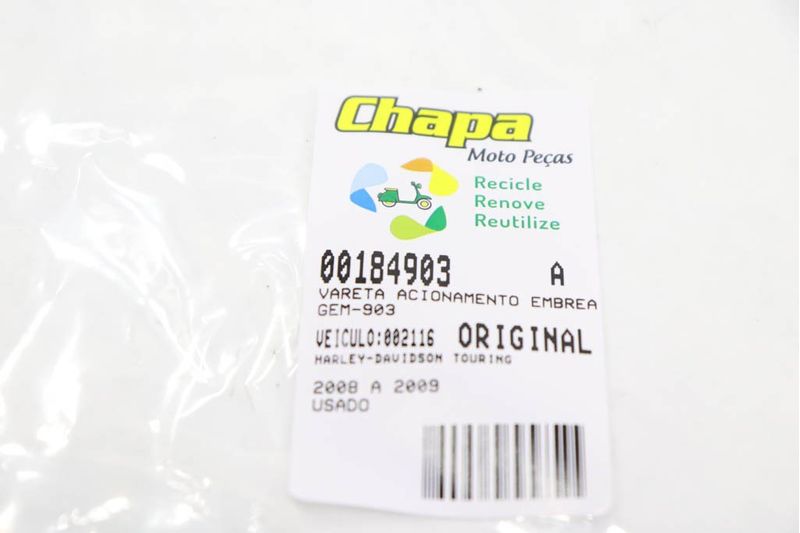 Chapa
Moto Peças
Recicle
Renove
Reutilize
00184903 A
VARETA ACIONAMENTO EMBREA
GEM-903
VEICULO:002116 ORIGINAL
HARLEY-DAVIDSON TOURING
2008 A 2009
USADO